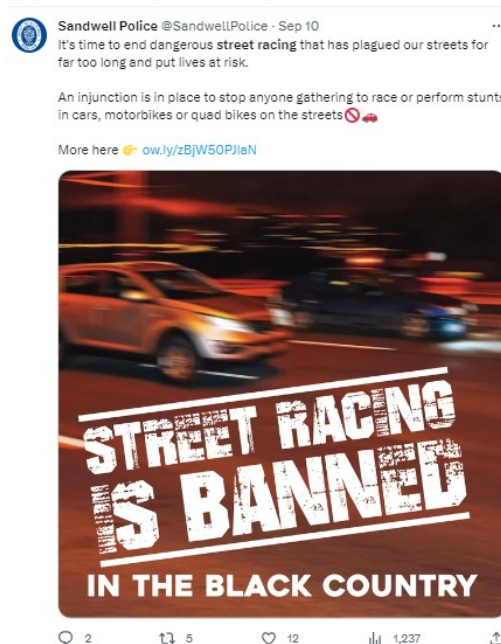 Sandwell Police @SandwellPolice · Sep 10
It's time to end dangerous street racing that has plagued our streets for
far too long and put lives at risk.
An injunction is in place to stop anyone gathering to race or perform stunts
in cars, motorbikes or quad bikes on the streets🚫🚗
More here 👉 ow.ly/zBjW50PJIaN
STREET RACING
IS BANNED
IN THE BLACK COUNTRY
2 5 12 1,237